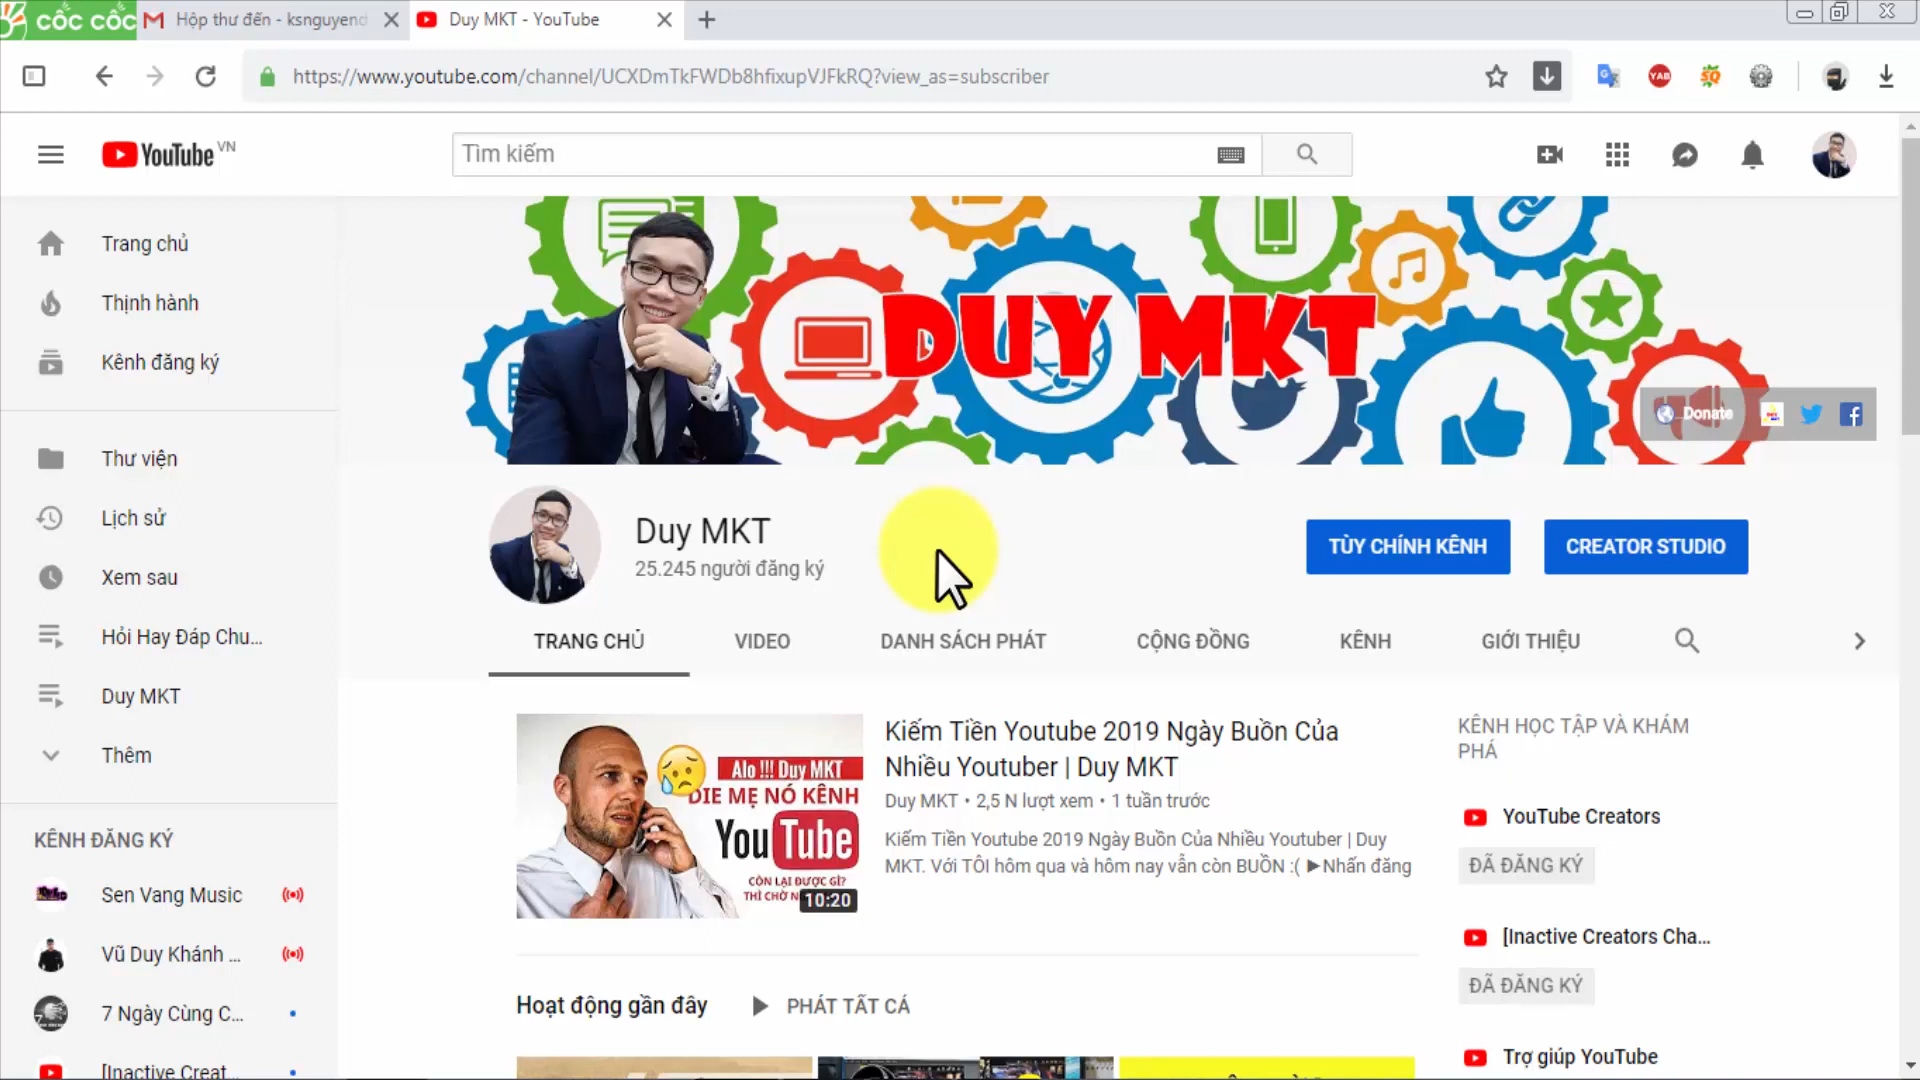 cốc cốc
Hộp thư đến - ksnguyend
Duy MKT - YouTube
https://www.youtube.com/channel/UCXDmTkFWDb8hfixupVJFkRQ?view_as=subscriber
YAB
SQ
YouTube VN
Tìm kiếm
Trang chủ
Thịnh hành
Kênh đăng ký
Thư viện
Lịch sử
Xem sau
Hỏi Hay Đáp Chu...
Duy MKT
Thêm
KÊNH ĐĂNG KÝ
Sen Vang Music
Vũ Duy Khánh ...
7 Ngày Cùng C...
[Inactive Creat...
DUY MKT
Donate
Duy MKT
25.245 người đăng ký
TÙY CHỈNH KÊNH
CREATOR STUDIO
TRANG CHỦ
VIDEO
DANH SÁCH PHÁT
CỘNG ĐỒNG
KÊNH
GIỚI THIỆU
Alo !!! Duy MKT
DIE MẸ NÓ KÊNH
YouTube
CÒN LẠI ĐƯỢC GÌ?
THÌ CHỜ
10:20
Kiếm Tiền Youtube 2019 Ngày Buồn Của
Nhiều Youtuber | Duy MKT
Duy MKT • 2,5 N lượt xem • 1 tuần trước
Kiếm Tiền Youtube 2019 Ngày Buồn Của Nhiều Youtuber | Duy
MKT. Với TÔI hôm qua và hôm nay vẫn còn BUỒN :( ►Nhấn đăng
Hoạt động gần đây
PHÁT TẤT CẢ
KÊNH HỌC TẬP VÀ KHÁM
PHÁ
YouTube Creators
ĐÃ ĐĂNG KÝ
[Inactive Creators Cha...
ĐÃ ĐĂNG KÝ
Trợ giúp YouTube